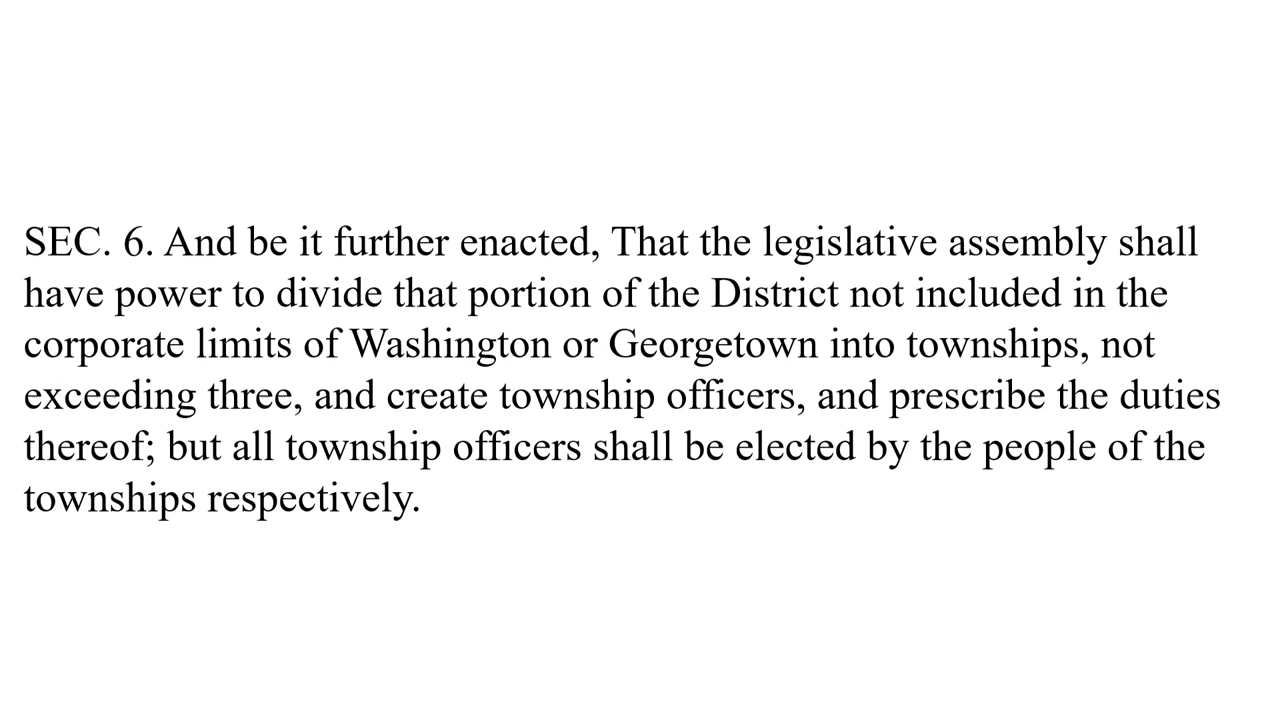 SEC. 6. And be it further enacted, That the legislative assembly shall
have power to divide that portion of the District not included in the
corporate limits of Washington or Georgetown into townships, not
exceeding three, and create township officers, and prescribe the duties
thereof; but all township officers shall be elected by the people of the
townships respectively.